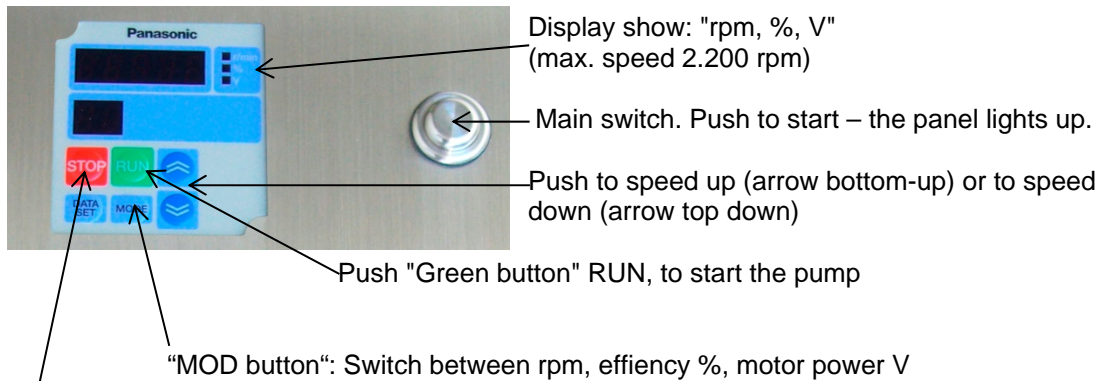 Panasonic
r/min
%
V
STOP RUN
DATA
SET
MODE
Display show: "rpm, %, V"
(max. speed 2.200 rpm)
Main switch. Push to start – the panel lights up.
Push to speed up (arrow bottom-up) or to speed
down (arrow top down)
Push "Green button" RUN, to start the pump
“MOD button“: Switch between rpm, effiency %, motor power V